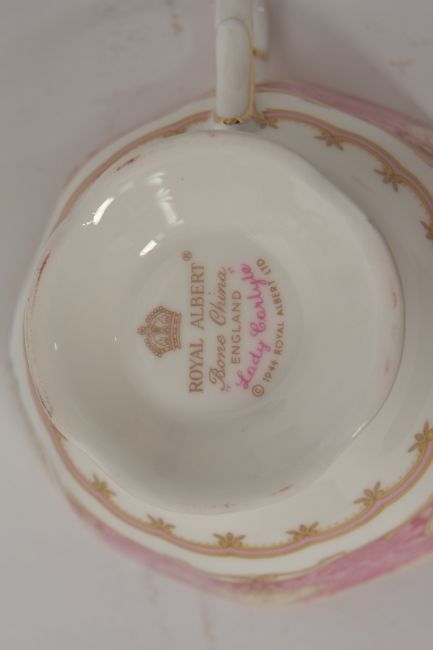 ROYAL ALBERT®
Bone China
ENGLAND
"Lady Carlyle"
© 1944 ROYAL ALBERT LTD